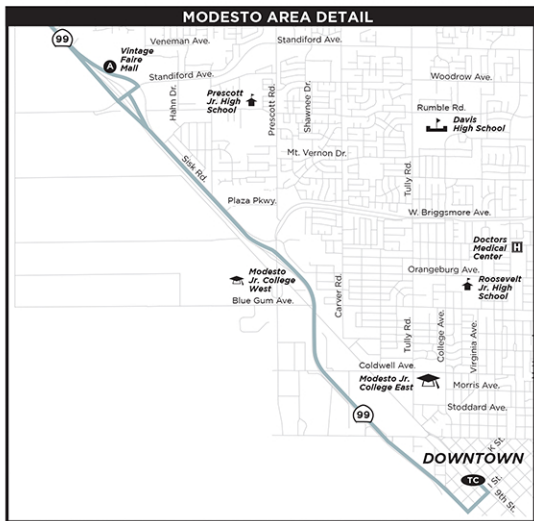 MODESTO AREA DETAIL
99
Veneman Ave.
Standiford Ave.
Vintage
Faire
Mall
A
Standiford Ave.
Woodrow Ave.
Hahn Dr.
Prescott
Jr. High
School
Prescott Rd.
Shawnee Dr.
Rumble Rd.
Davis
High School
Mt. Vernon Dr.
Sisk Rd.
Tully Rd.
Plaza Pkwy.
W. Briggsmore Ave.
Doctors
Medical
Center
H
Modesto
Jr. College
West
Orangeburg Ave.
Roosevelt
Jr. High
School
Blue Gum Ave.
Carver Rd.
Tully Rd.
College Ave.
Virginia Ave.
Coldwell Ave.
Modesto Jr.
College East
Morris Ave.
Stoddard Ave.
99
K St.
DOWNTOWN
TC
I St.
9th St.